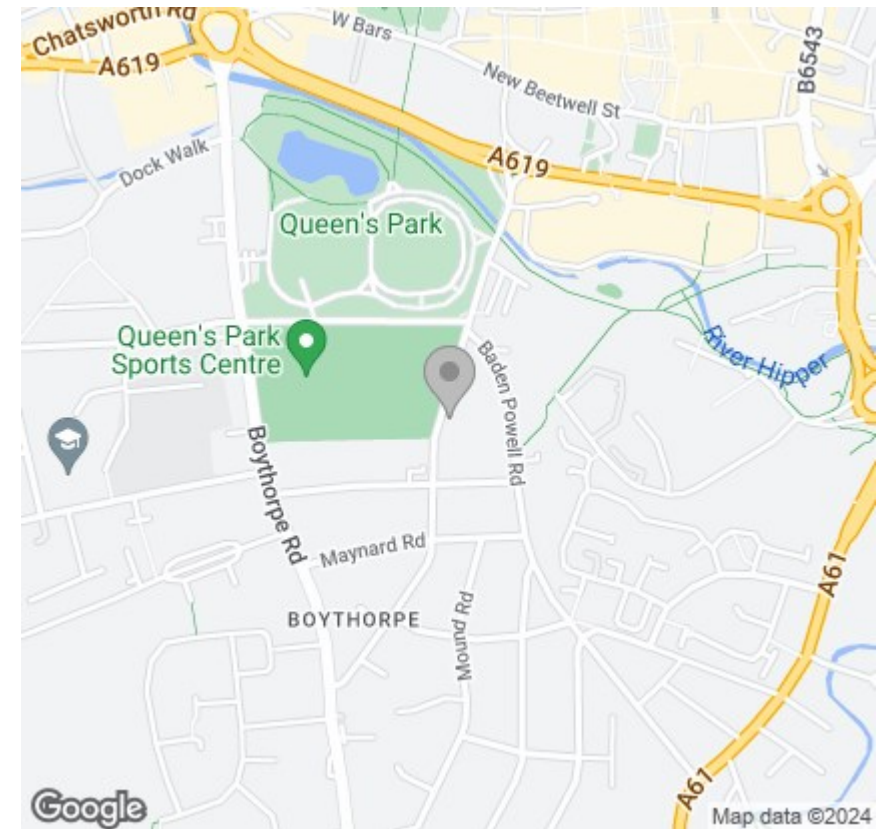 Chatsworth Rd
W Bars
A619
New Beetwell St
B6543
Dock Walk
A619
Queen's Park
Queen's Park
Sports Centre
River Hipper
Baden Powell Rd
Boythorpe Rd
Maynard Rd
A61
BOYTHORPE
Mound Rd
A61
Google
Map data ©2024